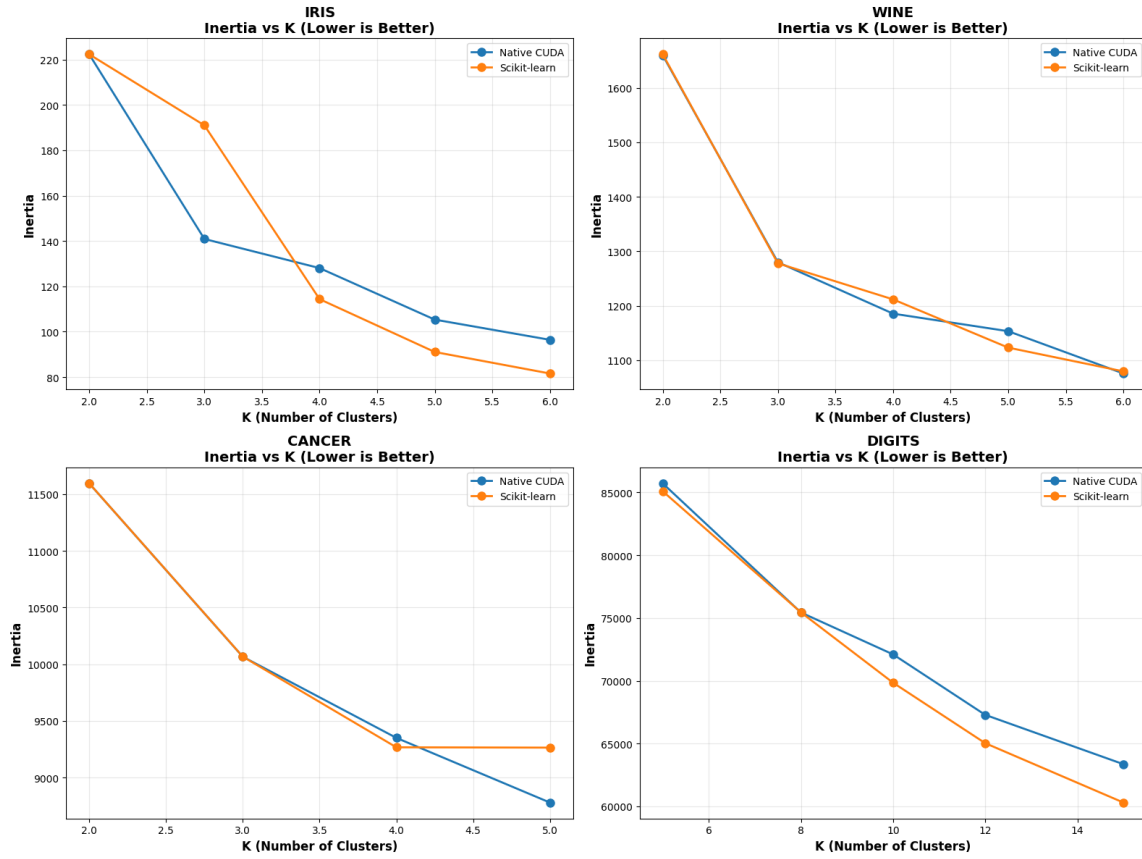 IRIS
Inertia vs K (Lower is Better)
Native CUDA
Scikit-learn
220
200
180
160
140
120
100
80
Inertia
2.0 2.5 3.0 3.5 4.0 4.5 5.0 5.5 6.0
K (Number of Clusters)
WINE
Inertia vs K (Lower is Better)
Native CUDA
Scikit-learn
1600
1500
1400
1300
1200
1100
Inertia
2.0 2.5 3.0 3.5 4.0 4.5 5.0 5.5 6.0
K (Number of Clusters)
CANCER
Inertia vs K (Lower is Better)
Native CUDA
Scikit-learn
11500
11000
10500
10000
9500
9000
Inertia
2.0 2.5 3.0 3.5 4.0 4.5 5.0
K (Number of Clusters)
DIGITS
Inertia vs K (Lower is Better)
Native CUDA
Scikit-learn
85000
80000
75000
70000
65000
60000
Inertia
6 8 10 12 14
K (Number of Clusters)